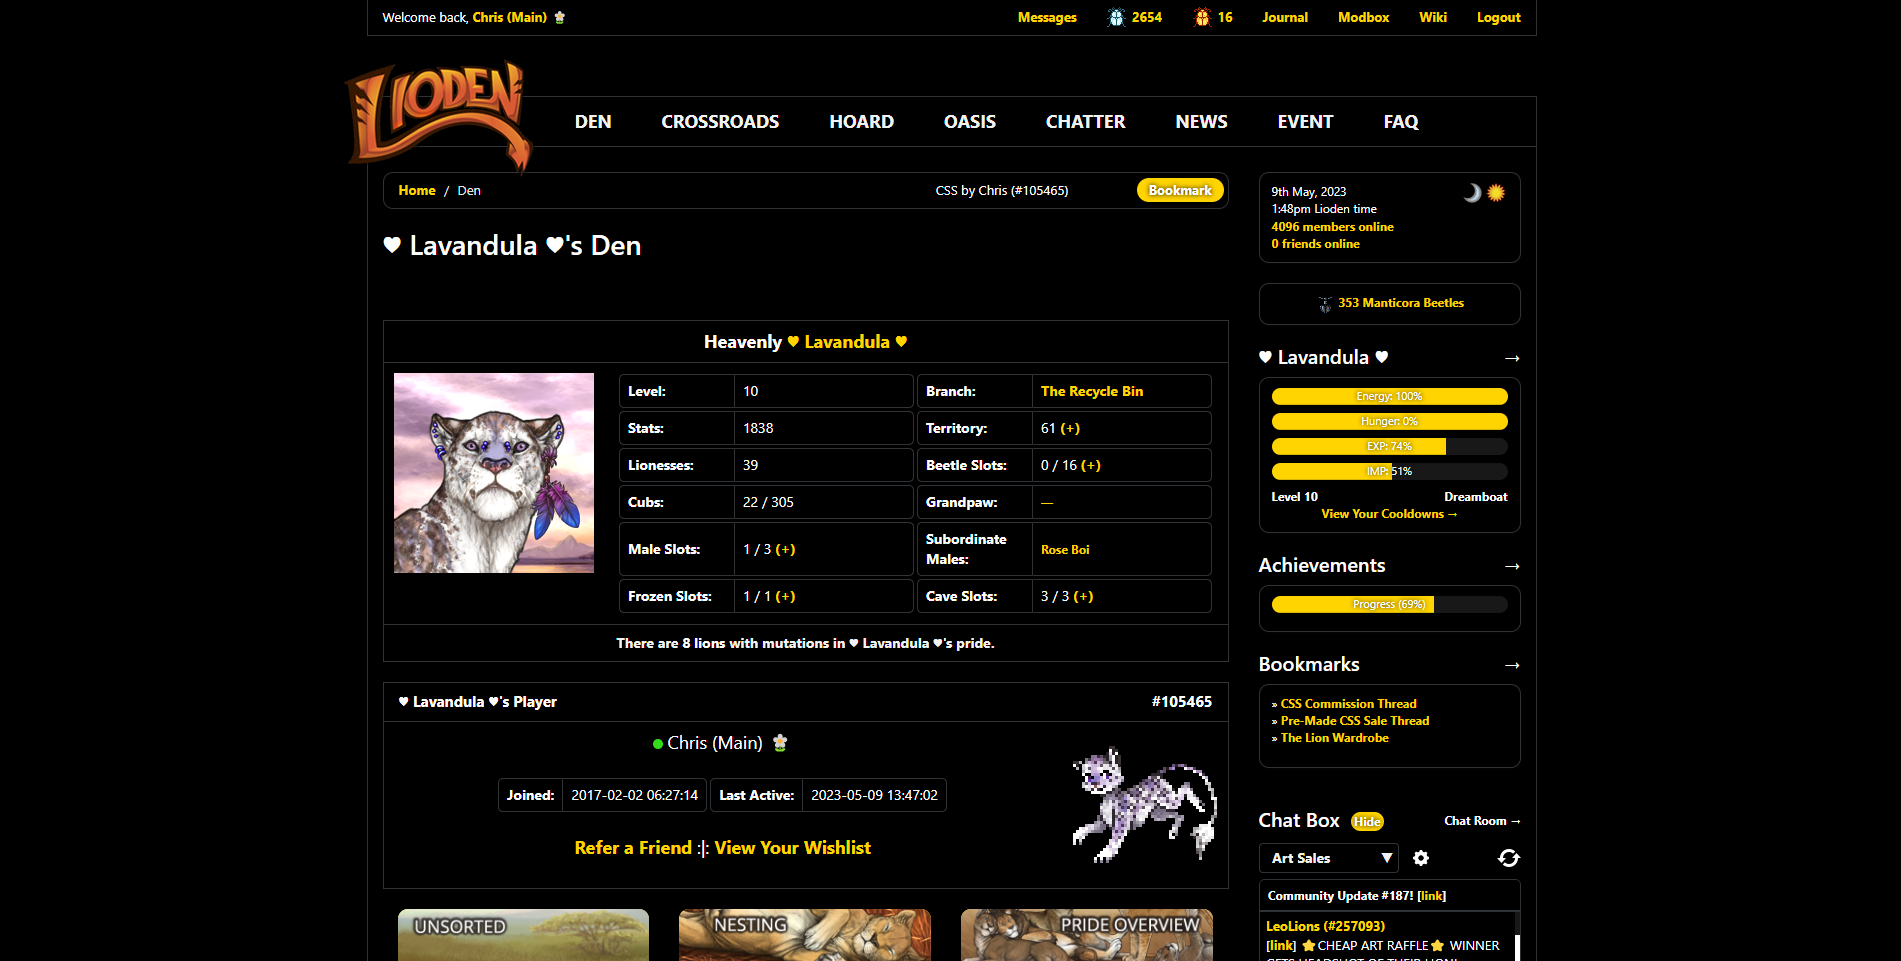 Welcome back, Chris (Main)
Messages 2654 16 Journal Modbox Wiki Logout
LIODEN
DEN CROSSROADS HOARD OASIS CHATTER NEWS EVENT FAQ
Home / Den CSS by Chris (#105465) Bookmark
♥ Lavandula ♥'s Den
Heavenly ♥ Lavandula ♥
Level: 10 Branch: The Recycle Bin
Stats: 1838 Territory: 61 (+)
Lionesses: 39 Beetle Slots: 0 / 16 (+)
Cubs: 22 / 305 Grandpaw: —
Male Slots: 1 / 3 (+) Subordinate Males: Rose Boi
Frozen Slots: 1 / 1 (+) Cave Slots: 3 / 3 (+)
There are 8 lions with mutations in ♥ Lavandula ♥'s pride.
♥ Lavandula ♥'s Player #105465
Chris (Main)
Joined: 2017-02-02 06:27:14 Last Active: 2023-05-09 13:47:02
Refer a Friend :|: View Your Wishlist
UNSORTED NESTING PRIDE OVERVIEW
9th May, 2023
1:48pm Lioden time
4096 members online
0 friends online
353 Manticora Beetles
♥ Lavandula ♥ →
Energy: 100%
Hunger: 0%
EXP: 74%
IMP: 51%
Level 10 Dreamboat
View Your Cooldowns →
Achievements →
Progress (69%)
Bookmarks →
» CSS Commission Thread
» Pre-Made CSS Sale Thread
» The Lion Wardrobe
Chat Box Hide Chat Room →
Art Sales ▼
Community Update #187! [link]
LeoLions (#257093)
[link] ⭐CHEAP ART RAFFLE⭐ WINNER
GETS HEADSHOT OF THEIR LION!